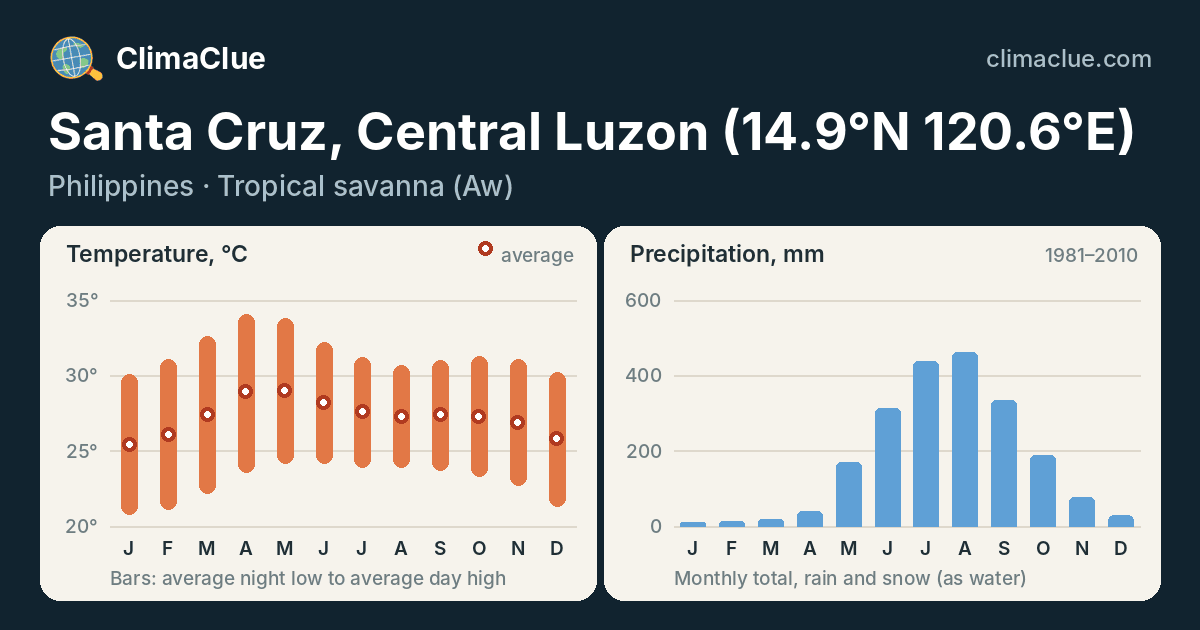 ClimaClue
climaclue.com
Santa Cruz, Central Luzon (14.9°N 120.6°E)
Philippines · Tropical savanna (Aw)
Temperature, °C
average
35°
30°
25°
20°
J F M A M J J A S O N D
Bars: average night low to average day high
Precipitation, mm
1981–2010
600
400
200
0
J F M A M J J A S O N D
Monthly total, rain and snow (as water)